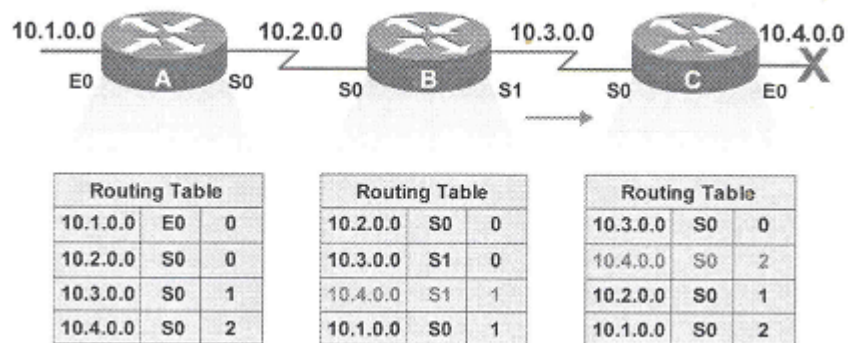 10.1.0.0 10.2.0.0 10.3.0.0 10.4.0.0
A B C X
E0 S0 S0 S1 S0 E0
Routing Table
10.1.0.0 E0 0
10.2.0.0 S0 0
10.3.0.0 S0 1
10.4.0.0 S0 2
Routing Table
10.2.0.0 S0 0
10.3.0.0 S1 0
10.4.0.0 S1 1
10.1.0.0 S0 1
Routing Table
10.3.0.0 S0 0
10.4.0.0 S0 2
10.2.0.0 S0 1
10.1.0.0 S0 2